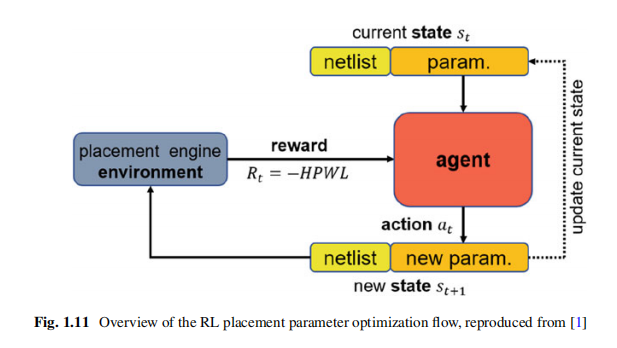 current state s_t
netlist param.
placement engine
environment
reward
R_t = −HPWL
agent
update current state
action a_t
netlist new param.
new state s_{t+1}
Fig. 1.11 Overview of the RL placement parameter optimization flow, reproduced from [1]